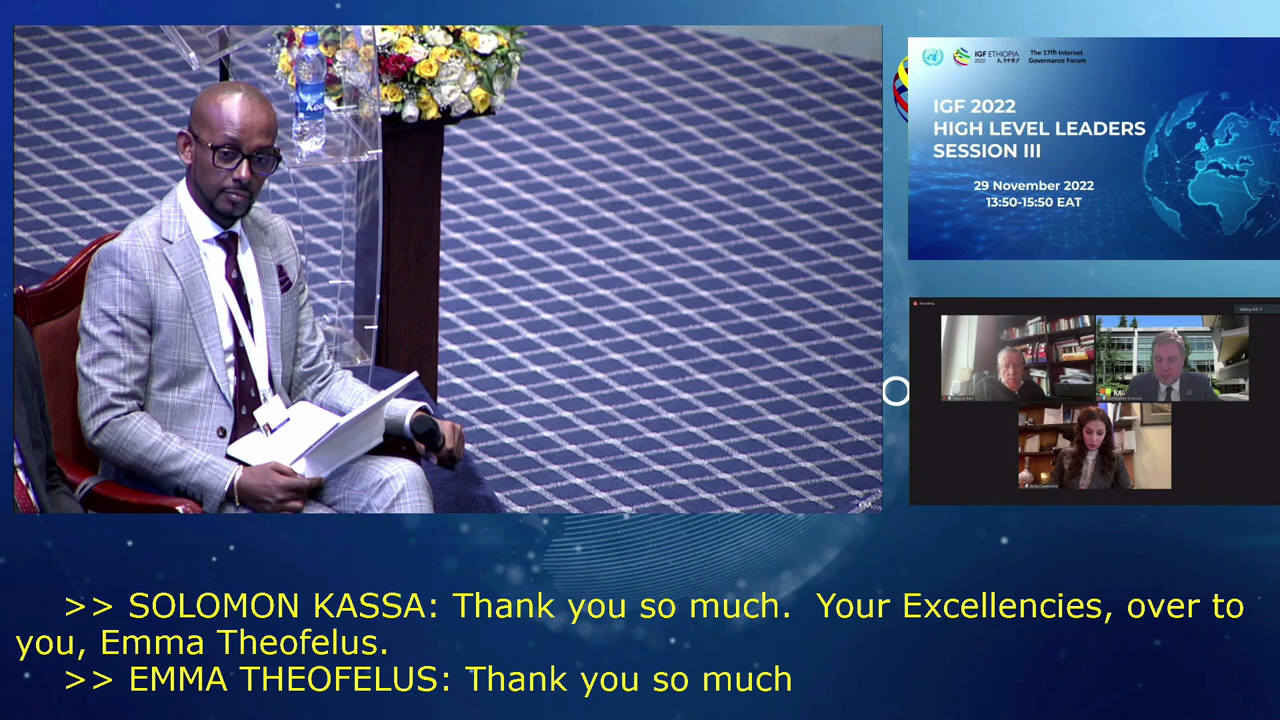 IGF ETHIOPIA
2022 ኢትዮጵያ
The 17th Internet
Governance Forum
IGF 2022
HIGH LEVEL LEADERS
SESSION III
29 November 2022
13:50-15:50 EAT
>> SOLOMON KASSA: Thank you so much. Your Excellencies, over to
you, Emma Theofelus.
>> EMMA THEOFELUS: Thank you so much